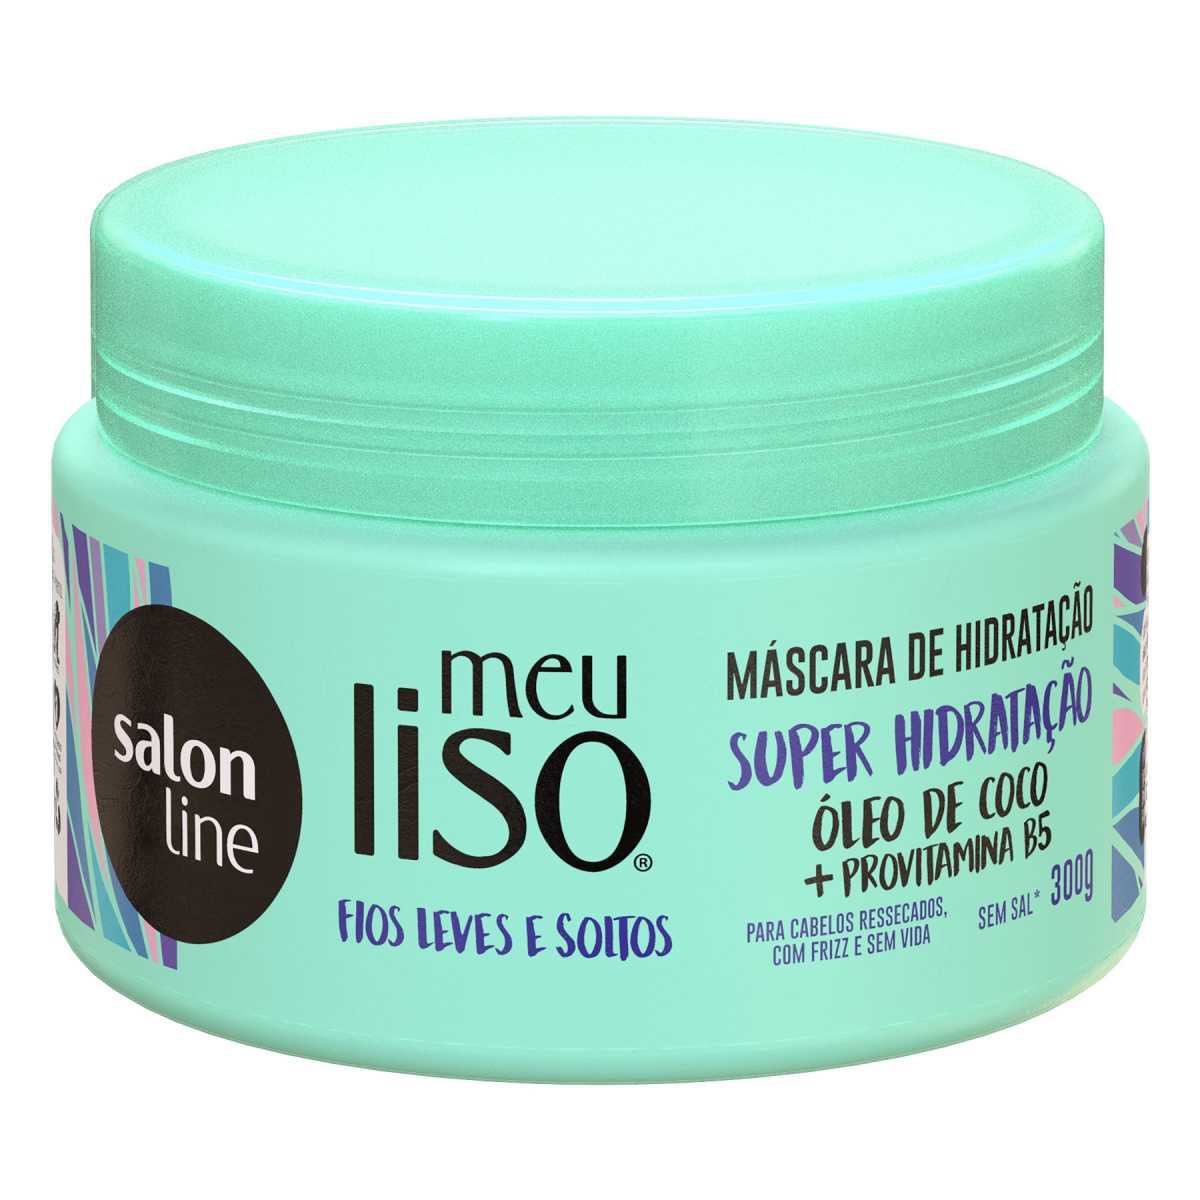 salon
line
meu
liso®
FIOS LEVES E SOLTOS
MÁSCARA DE HIDRATAÇÃO
SUPER HIDRATAÇÃO
ÓLEO DE COCO
+ PROVITAMINA B5
PARA CABELOS RESSECADOS,
COM FRIZZ E SEM VIDA
SEM SAL* 300g